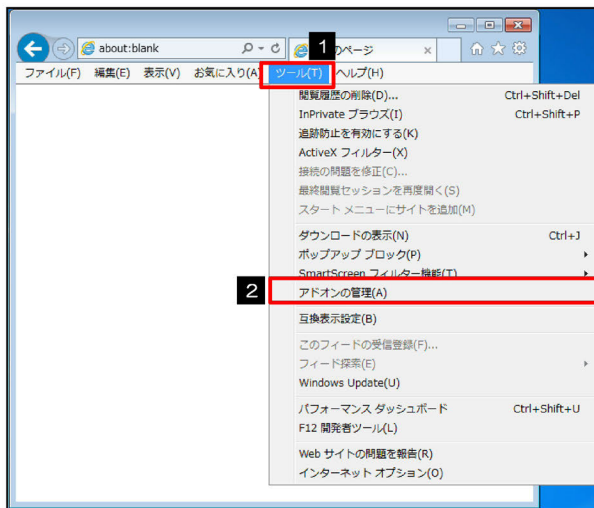 about:blank
のページ
1
ファイル(F) 編集(E) 表示(V) お気に入り(A) ツール(T) ヘルプ(H)
閲覧履歴の削除(D)... Ctrl+Shift+Del
InPrivate ブラウズ(I) Ctrl+Shift+P
追跡防止を有効にする(K)
ActiveX フィルター(X)
接続の問題を修正(C)...
最終閲覧セッションを再度開く(S)
スタート メニューにサイトを追加(M)
ダウンロードの表示(N) Ctrl+J
ポップアップ ブロック(P)
SmartScreen フィルター機能(T)
2
アドオンの管理(A)
互換表示設定(B)
このフィードの受信登録(F)...
フィード探索(E)
Windows Update(U)
パフォーマンス ダッシュボード Ctrl+Shift+U
F12 開発者ツール(L)
Web サイトの問題を報告(R)
インターネット オプション(O)